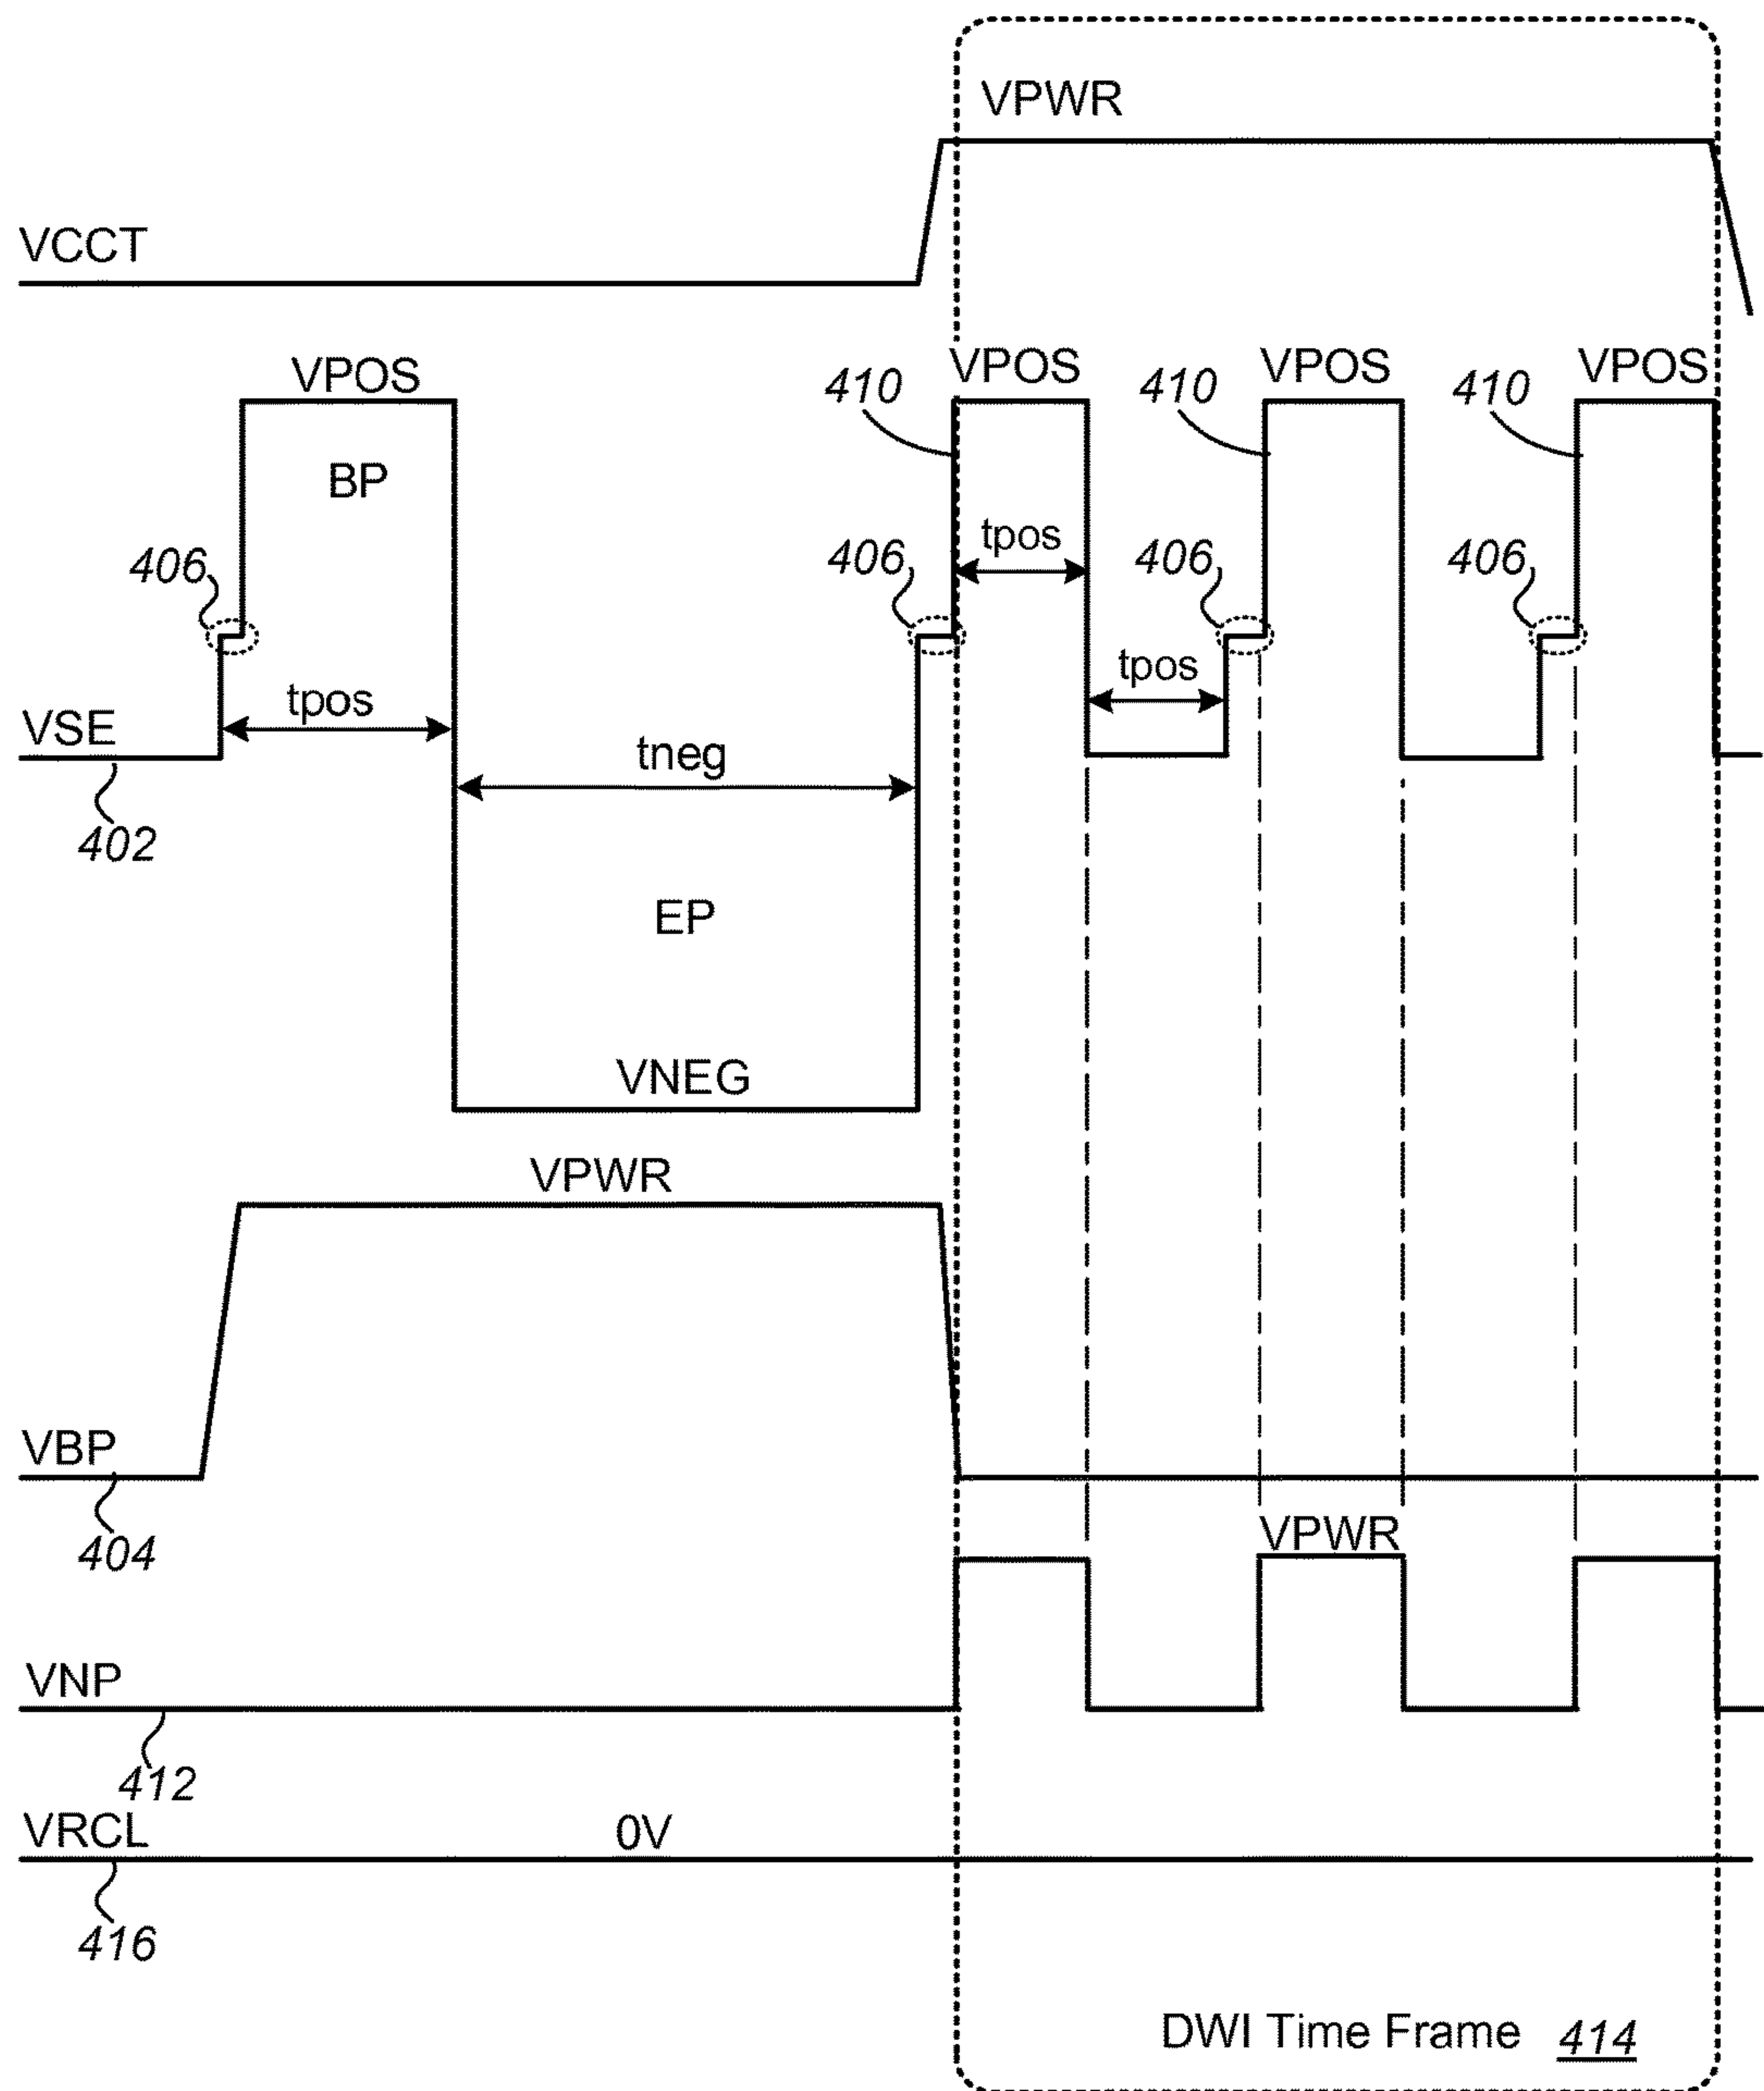 VPWR
VCCT
VPOS
410
VPOS
410
VPOS
410
VPOS
BP
tpos
406
406
406
406
tpos
tpos
VSE
tneg
402
EP
VNEG
VPWR
VBP
404
VPWR
VNP
412
VRCL
0V
416
DWI Time Frame 414